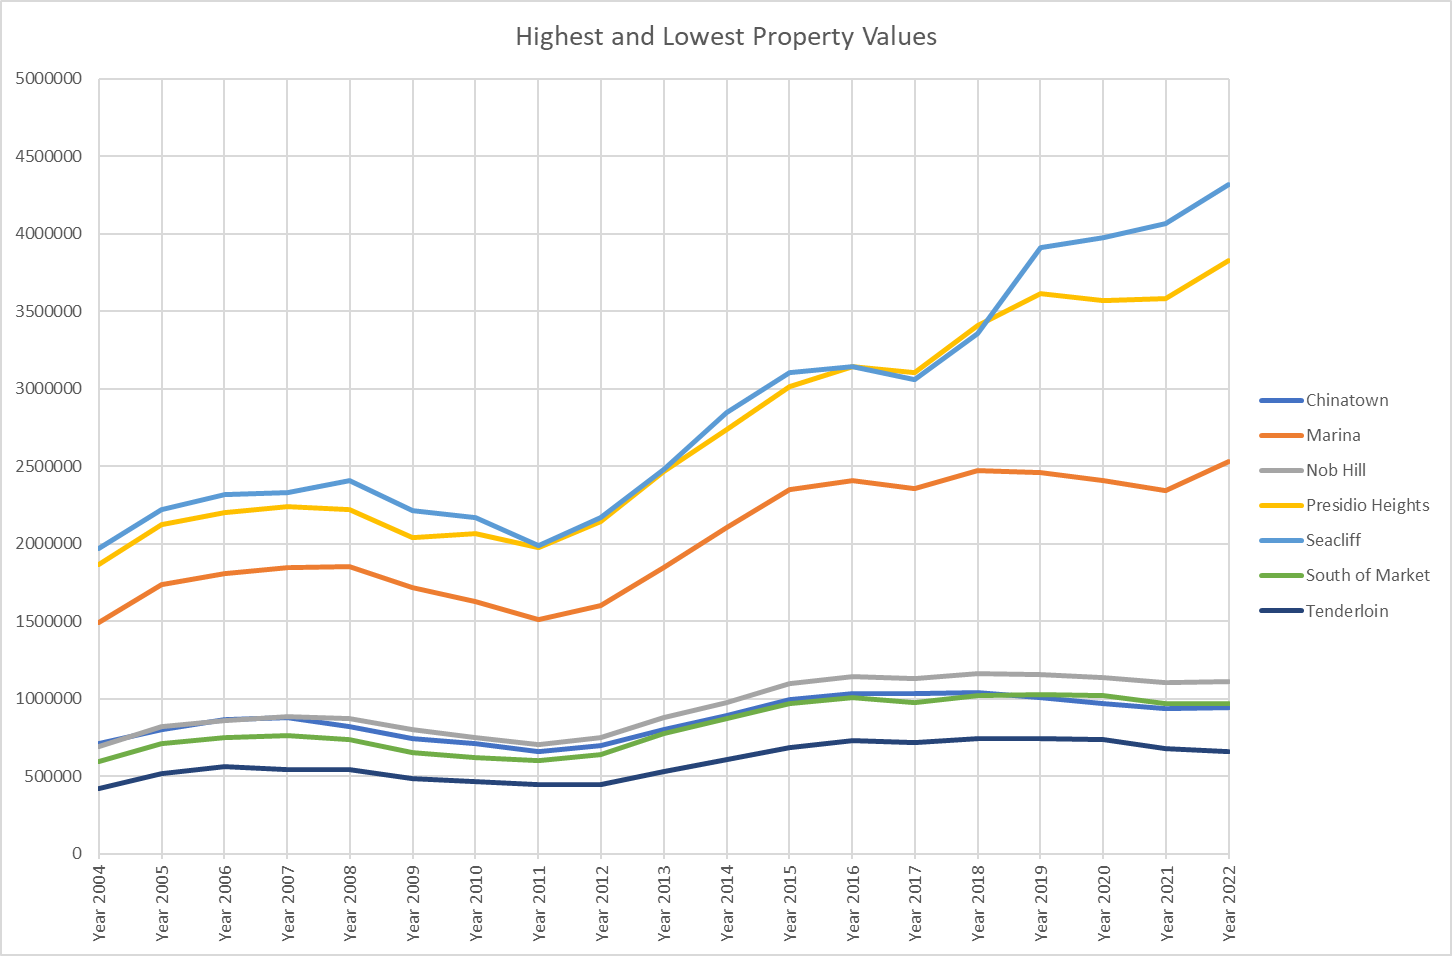 Highest and Lowest Property Values
5000000
4500000
4000000
3500000
3000000
2500000
2000000
1500000
1000000
500000
0
Year 2004
Year 2005
Year 2006
Year 2007
Year 2008
Year 2009
Year 2010
Year 2011
Year 2012
Year 2013
Year 2014
Year 2015
Year 2016
Year 2017
Year 2018
Year 2019
Year 2020
Year 2021
Year 2022
Chinatown
Marina
Nob Hill
Presidio Heights
Seacliff
South of Market
Tenderloin